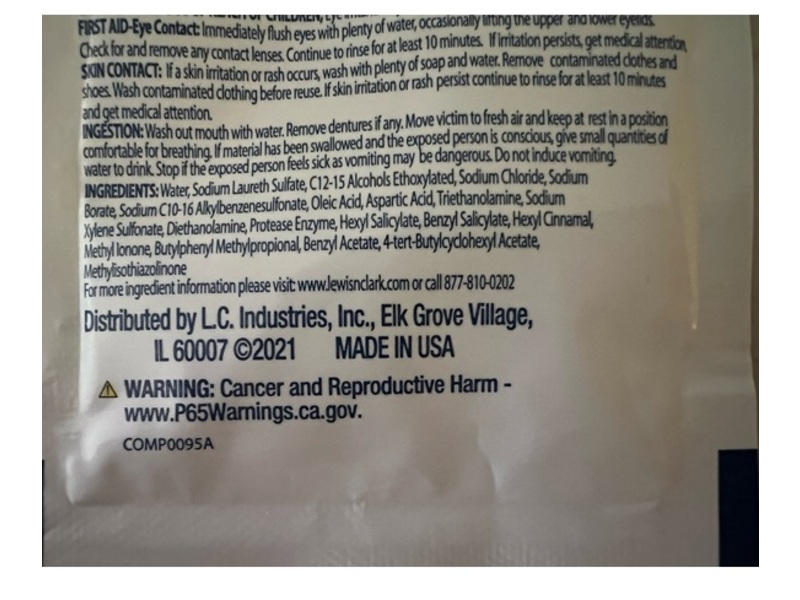 OF CHILDREN,
FIRST AID-Eye Contact: Immediately flush eyes with plenty of water, occasionally lifting the upper and lower eyelids.
Check for and remove any contact lenses. Continue to rinse for at least 10 minutes. If irritation persists, get medical attention.
SKIN CONTACT: If a skin irritation or rash occurs, wash with plenty of soap and water. Remove contaminated clothes and
shoes. Wash contaminated clothing before reuse. If skin irritation or rash persist continue to rinse for at least 10 minutes
and get medical attention.
INGESTION: Wash out mouth with water. Remove dentures if any. Move victim to fresh air and keep at rest in a position
comfortable for breathing. If material has been swallowed and the exposed person is conscious, give small quantities of
water to drink. Stop if the exposed person feels sick as vomiting may be dangerous. Do not induce vomiting.
INGREDIENTS: Water, Sodium Laureth Sulfate, C12-15 Alcohols Ethoxylated, Sodium Chloride, Sodium
Borate, Sodium C10-16 Alkylbenzenesulfonate, Oleic Acid, Aspartic Acid, Triethanolamine, Sodium
Xylene Sulfonate, Diethanolamine, Protease Enzyme, Hexyl Salicylate, Benzyl Salicylate, Hexyl Cinnamal,
Methyl Ionone, Butylphenyl Methylpropional, Benzyl Acetate, 4-tert-Butylcyclohexyl Acetate,
Methylisothiazolinone
For more ingredient information please visit: www.lewisnclark.com or call 877-810-0202
Distributed by L.C. Industries, Inc., Elk Grove Village,
IL 60007 ©2021 MADE IN USA
⚠ WARNING: Cancer and Reproductive Harm -
www.P65Warnings.ca.gov.
COMP0095A